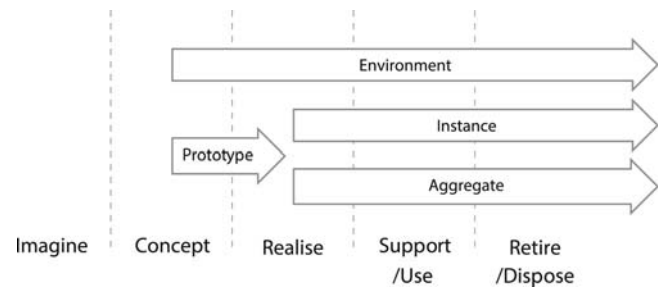 Environment
Instance
Prototype
Aggregate
Imagine Concept Realise Support Retire
/Use /Dispose